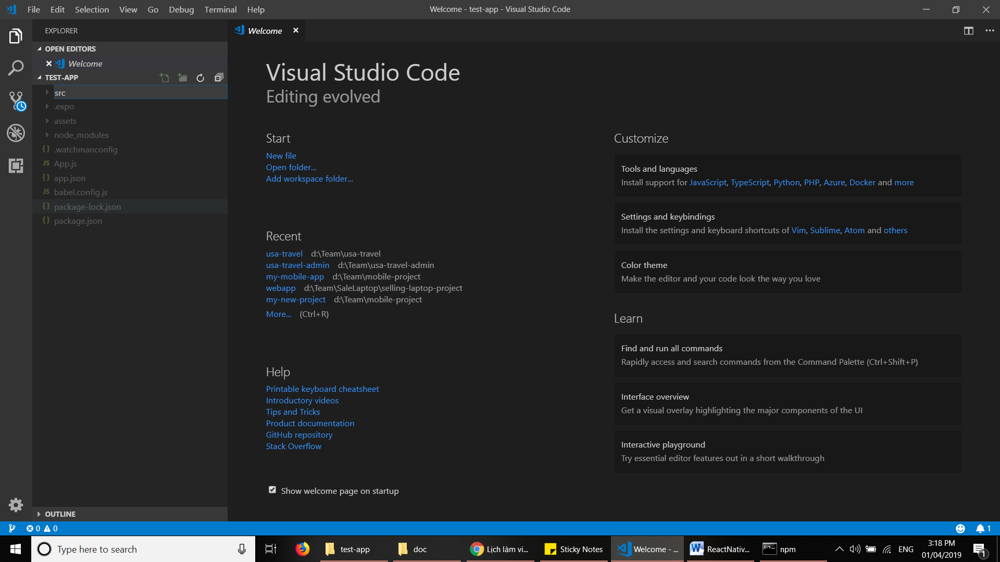 File Edit Selection View Go Debug Terminal Help
Welcome - test-app - Visual Studio Code
EXPLORER
Welcome
OPEN EDITORS
Welcome
TEST-APP
src
.expo
assets
node_modules
{} .watchmanconfig
JS App.js
{} app.json
JS babel.config.js
{} package-lock.json
{} package.json
OUTLINE
Visual Studio Code
Editing evolved
Start
New file
Open folder...
Add workspace folder...
Recent
usa-travel d:\Team\usa-travel
usa-travel-admin d:\Team\usa-travel-admin
my-mobile-app d:\Team\mobile-project
webapp d:\Team\SaleLaptop\selling-laptop-project
my-new-project d:\Team\mobile-project
More... (Ctrl+R)
Help
Printable keyboard cheatsheet
Introductory videos
Tips and Tricks
Product documentation
GitHub repository
Stack Overflow
Show welcome page on startup
Customize
Tools and languages
Install support for JavaScript, TypeScript, Python, PHP, Azure, Docker and more
Settings and keybindings
Install the settings and keyboard shortcuts of Vim, Sublime, Atom and others
Color theme
Make the editor and your code look the way you love
Learn
Find and run all commands
Rapidly access and search commands from the Command Palette (Ctrl+Shift+P)
Interface overview
Get a visual overlay highlighting the major components of the UI
Interactive playground
Try essential editor features out in a short walkthrough
0 0
1
Type here to search
test-app
doc
Lịch làm vi...
Sticky Notes
Welcome - ...
ReactNativ...
npm
ENG
3:18 PM
01/04/2019
1